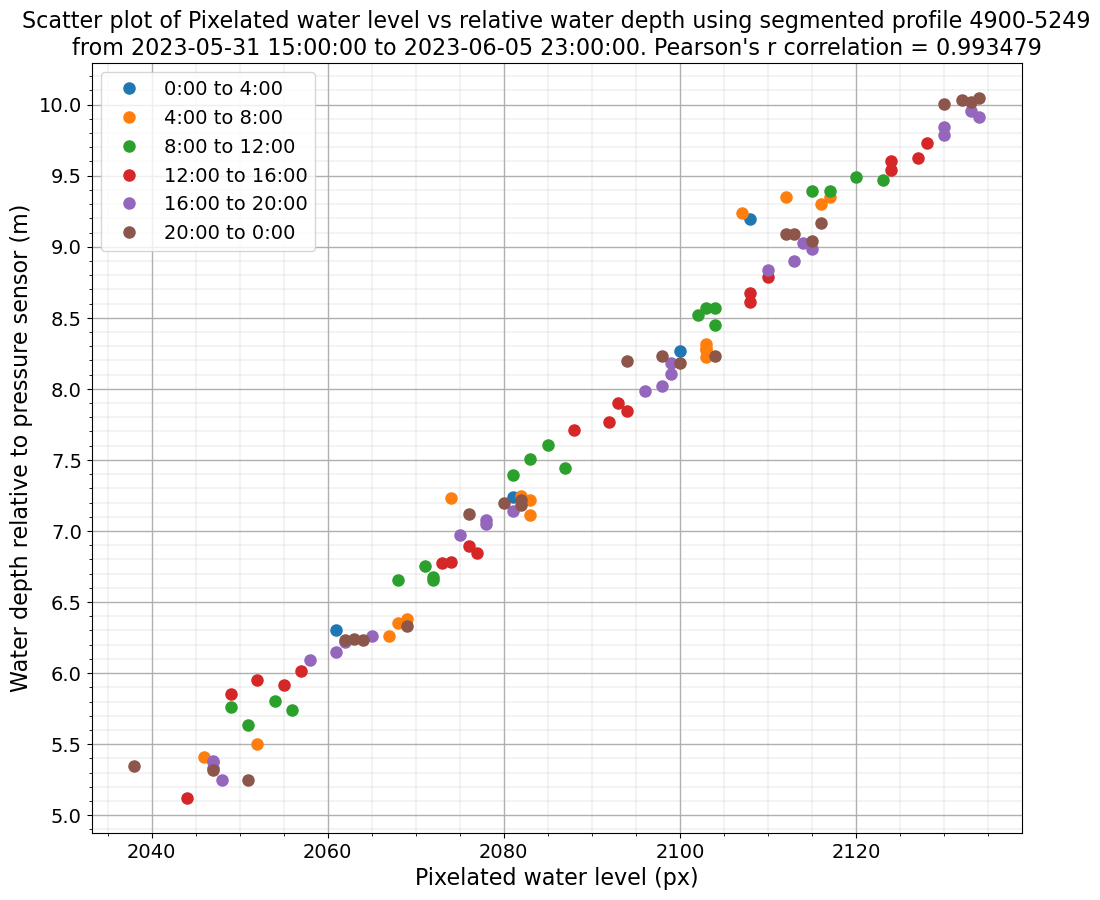 Scatter plot of Pixelated water level vs relative water depth using segmented profile 4900-5249
from 2023-05-31 15:00:00 to 2023-06-05 23:00:00. Pearson's r correlation = 0.993479
0:00 to 4:00
4:00 to 8:00
8:00 to 12:00
12:00 to 16:00
16:00 to 20:00
20:00 to 0:00
Water depth relative to pressure sensor (m)
10.0
9.5
9.0
8.5
8.0
7.5
7.0
6.5
6.0
5.5
5.0
2040
2060
2080
2100
2120
Pixelated water level (px)